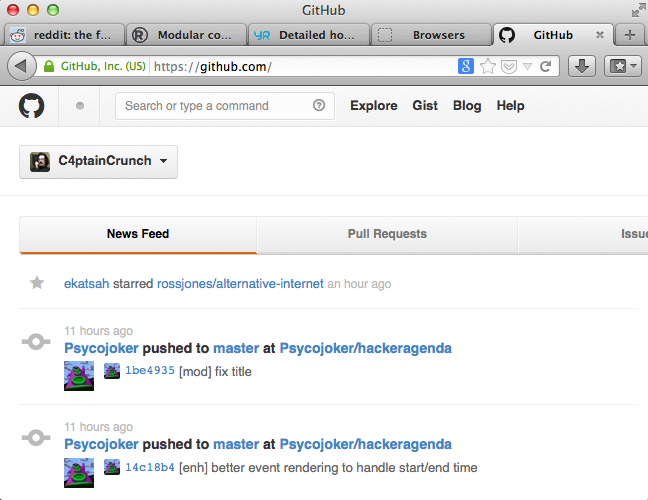 GitHub
reddit: the f... Modular co... Detailed ho... Browsers GitHub
GitHub, Inc. (US) https://github.com/
Search or type a command Explore Gist Blog Help
C4ptainCrunch
News Feed Pull Requests Issue
ekatsah starred rossjones/alternative-internet an hour ago
11 hours ago
Psycojoker pushed to master at Psycojoker/hackeragenda
1be4935 [mod] fix title
11 hours ago
Psycojoker pushed to master at Psycojoker/hackeragenda
14c18b4 [enh] better event rendering to handle start/end time